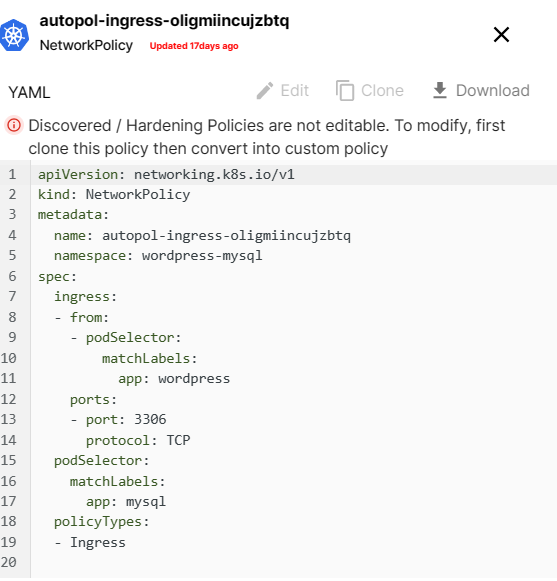 autopol-ingress-oligmiincujzbtq
NetworkPolicy Updated 17days ago
YAML Edit Clone Download
Discovered / Hardening Policies are not editable. To modify, first
clone this policy then convert into custom policy
1 apiVersion: networking.k8s.io/v1
2 kind: NetworkPolicy
3 metadata:
4   name: autopol-ingress-oligmiincujzbtq
5   namespace: wordpress-mysql
6 spec:
7   ingress:
8   - from:
9     - podSelector:
10         matchLabels:
11           app: wordpress
12     ports:
13     - port: 3306
14       protocol: TCP
15   podSelector:
16     matchLabels:
17       app: mysql
18   policyTypes:
19   - Ingress
20